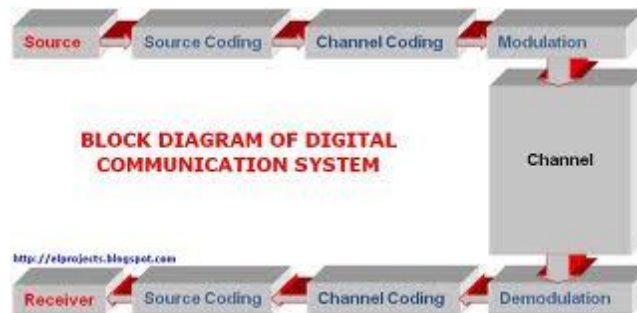 Source Source Coding Channel Coding Modulation
BLOCK DIAGRAM OF DIGITAL
COMMUNICATION SYSTEM
Channel
http://elprojects.blogspot.com
Receiver Source Coding Channel Coding Demodulation